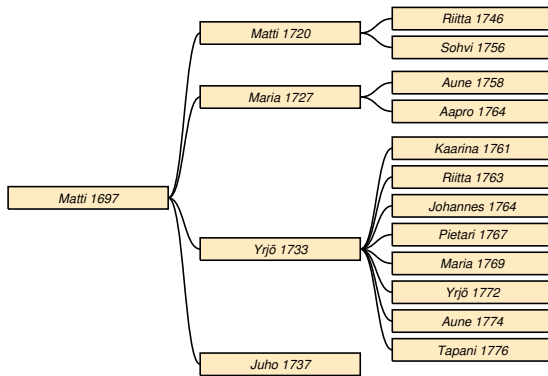 Matti 1697
Matti 1720
Riitta 1746
Sohvi 1756
Maria 1727
Aune 1758
Aapro 1764
Yrjö 1733
Kaarina 1761
Riitta 1763
Johannes 1764
Pietari 1767
Maria 1769
Yrjö 1772
Aune 1774
Tapani 1776
Juho 1737